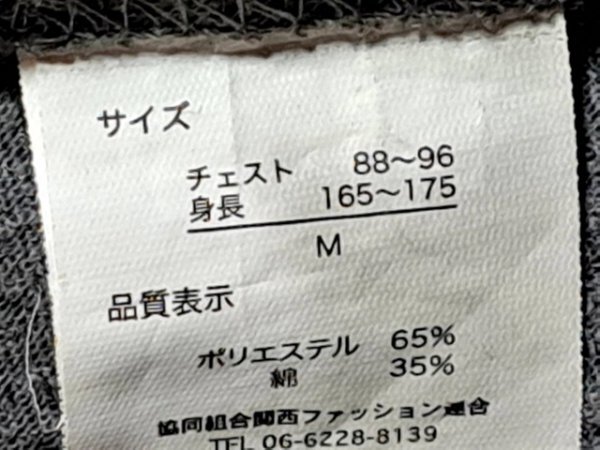 サイズ
チェスト 88〜96
身長 165〜175
M
品質表示
ポリエステル 65%
綿 35%
協同組合関西ファッション連合
TEL 06-6228-8139